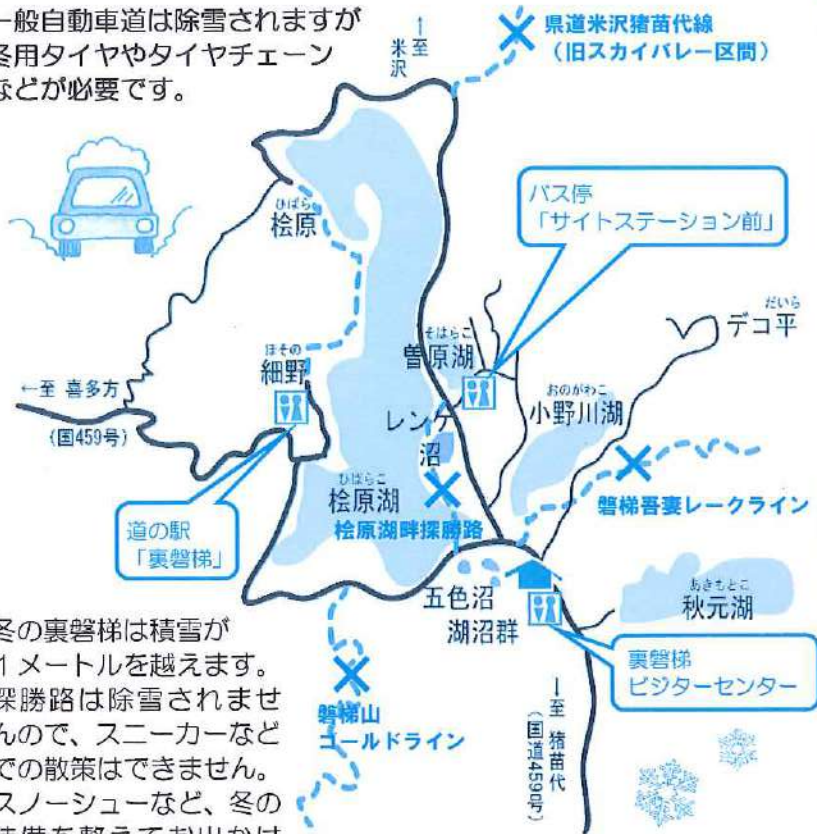 一般自動車道は除雪されますが
冬用タイヤやタイヤチェーン
などが必要です。
←至
米沢
県道米沢猪苗代線
（旧スカイバレー区間）
バス停
「サイトステーション前」
ひばら
桧原
だいら
デコ平
そはらこ
曽原湖
ほその
細野
おのがわこ
小野川湖
←至 喜多方
（国459号）
レンゲ
沼
ひばらこ
桧原湖
桧原湖畔探勝路
磐梯吾妻レークライン
道の駅
「裏磐梯」
五色沼
湖沼群
あきもとこ
秋元湖
裏磐梯
ビジターセンター
磐梯山
ゴールドライン
←至 猪苗代
（国道459号）
冬の裏磐梯は積雪が
1メートルを越えます。
探勝路は除雪されませ
んので、スニーカーなど
での散策はできません。
スノーシューなど、冬の
装備を整えてお出かけ